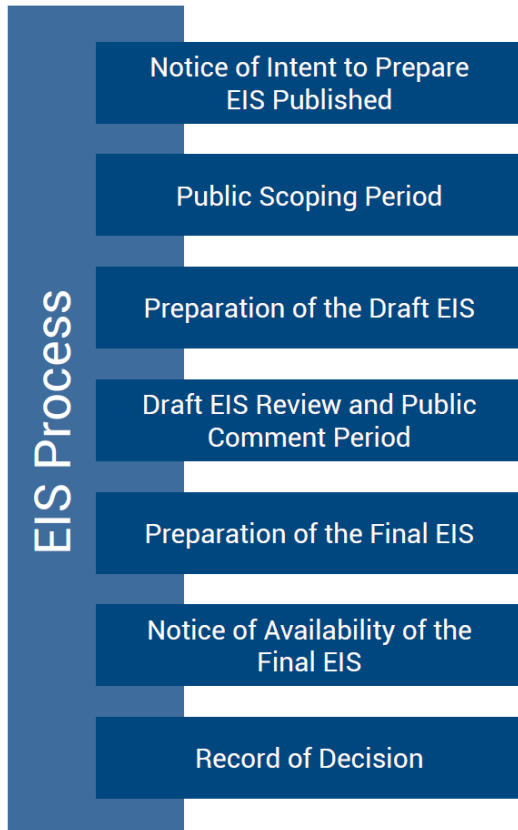 EIS Process
Notice of Intent to Prepare
EIS Published
Public Scoping Period
Preparation of the Draft EIS
Draft EIS Review and Public
Comment Period
Preparation of the Final EIS
Notice of Availability of the
Final EIS
Record of Decision